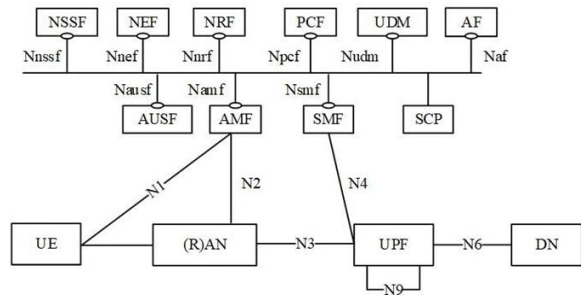 NSSF NEF NRF PCF UDM AF
Nnssf Nnef Nnrf Npcf Nudm Naf
Nausf Namf Nsmf
AUSF AMF SMF SCP
N1 N2 N4
UE (R)AN N3 UPF N6 DN
N9